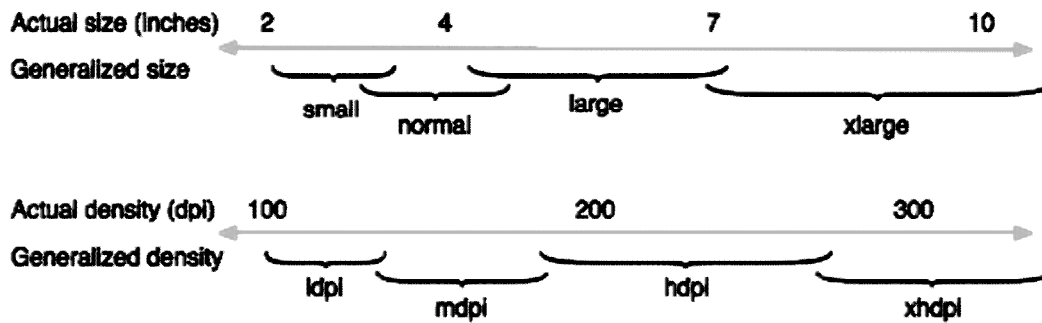 Actual size (inches) 2 4 7 10
Generalized size
small normal large xlarge
Actual density (dpi) 100 200 300
Generalized density
ldpi mdpi hdpi xhdpi